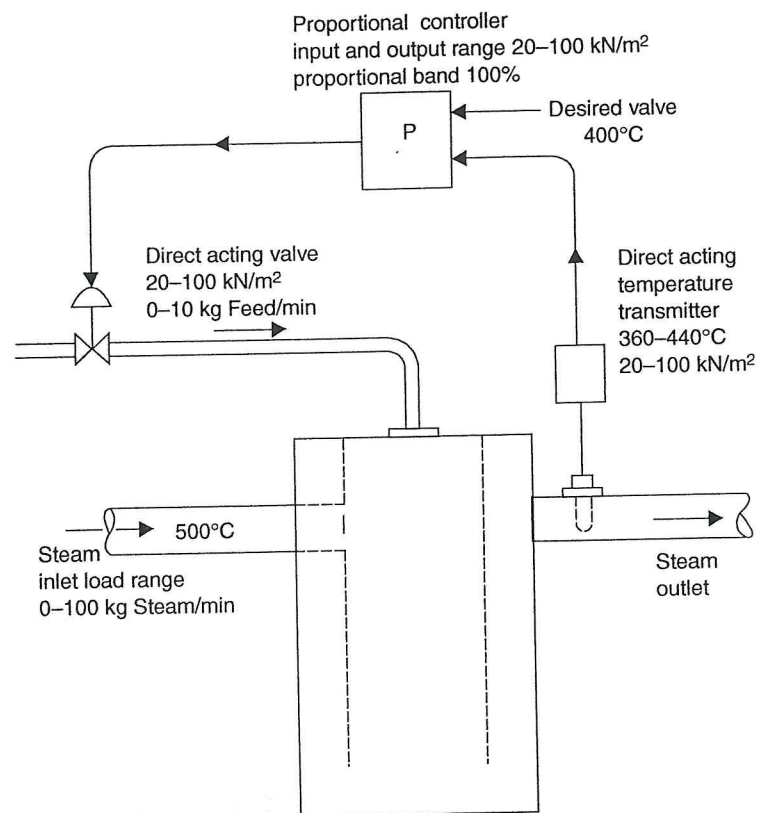 Proportional controller
input and output range 20–100 kN/m²
proportional band 100%
P
Desired valve
400°C
Direct acting valve
20–100 kN/m²
0–10 kg Feed/min
Direct acting
temperature
transmitter
360–440°C
20–100 kN/m²
500°C
Steam
inlet load range
0–100 kg Steam/min
Steam
outlet